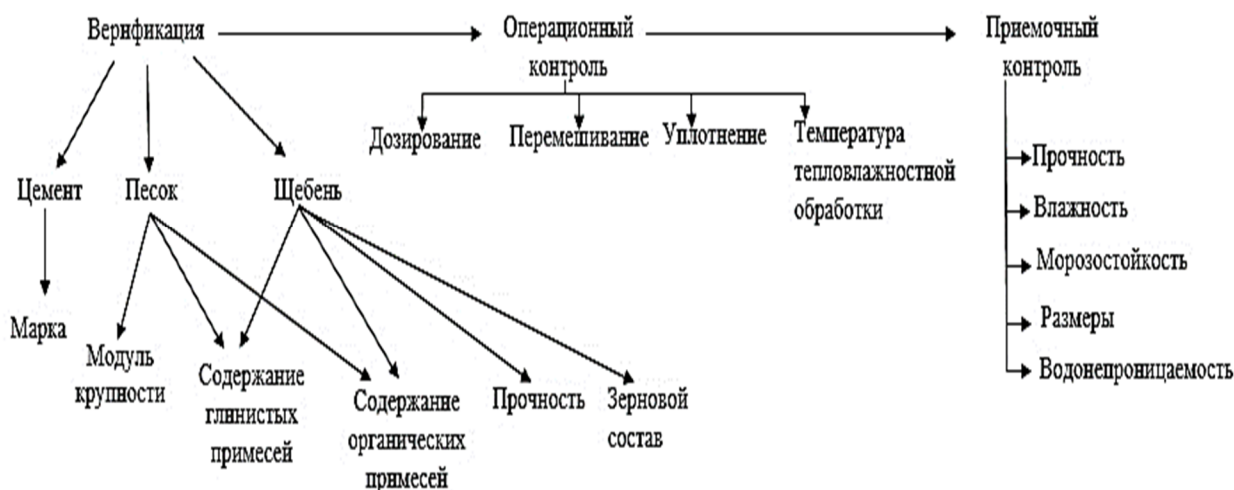 Верификация
Операционный
контроль
Приемочный
контроль
Дозирование
Перемешивание
Уплотнение
Температура
тепловлажностной
обработки
Цемент
Песок
Щебень
Марка
Модуль
крупности
Содержание
глинистых
примесей
Содержание
органических
примесей
Прочность
Зерновой
состав
Прочность
Влажность
Морозостойкость
Размеры
Водонепроницаемость